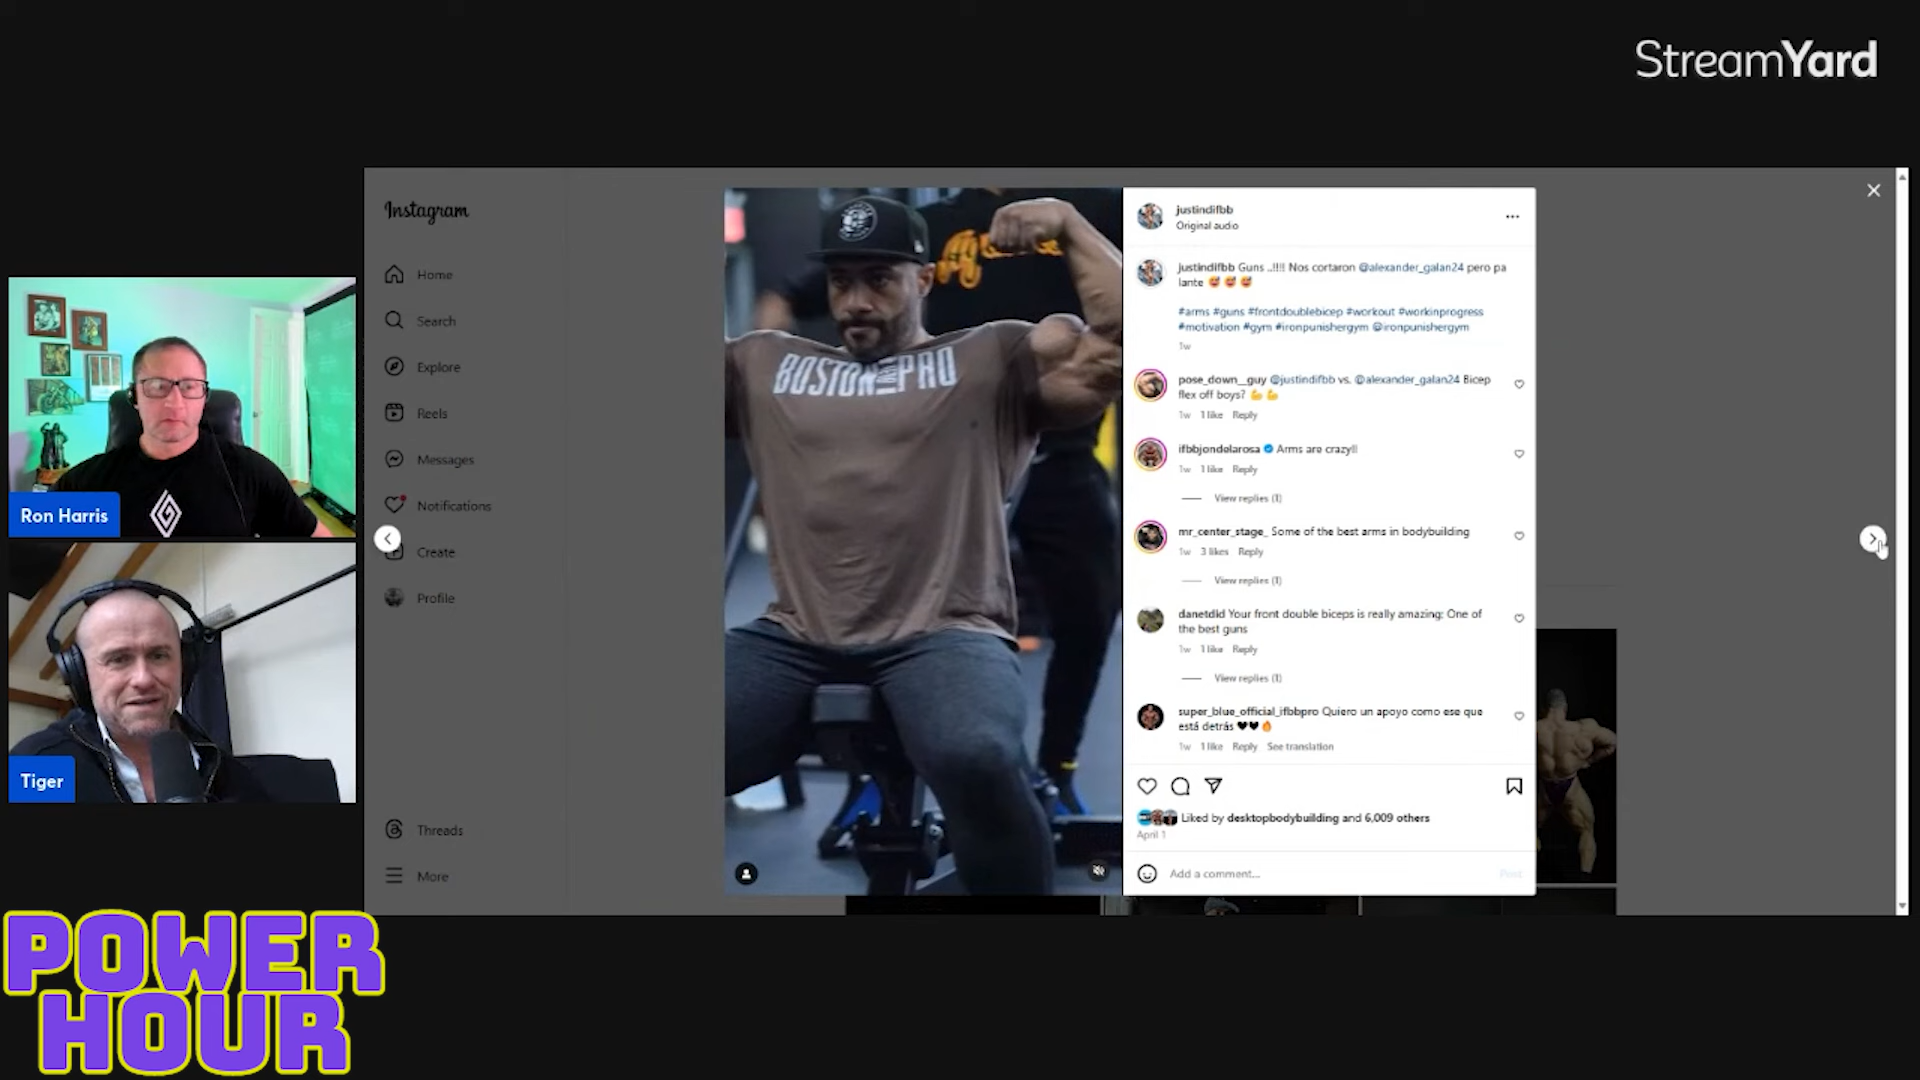 StreamYard
Instagram
Home
Search
Explore
Reels
Messages
Notifications
Create
Profile
Threads
More
Ron Harris
Tiger
POWER
HOUR
BOSTON PRO
justindifbb
Original audio
justindifbb Guns ..!!!! Nos cortaron @alexander_galan24 pero pa
lante 🥵 🥵 🥵
#arms #guns #frontdoublebicep #workout #workinprogress
#motivation #gym #ironpunishergym @ironpunishergym
1w
pose_down__guy @justindifbb vs. @alexander_galan24 Bicep
flex off boys? 💪 💪
1w 1 like Reply
ifbbjondelarosa Arms are crazy!!
1w 1 like Reply
View replies (1)
mr_center_stage_ Some of the best arms in bodybuilding
1w 3 likes Reply
View replies (1)
danetdid Your front double biceps is really amazing; One of
the best guns
1w 1 like Reply
View replies (1)
super_blue_official_ifbbpro Quiero un apoyo como ese que
está detrás 🖤🖤🔥
1w 1 like Reply See translation
Liked by desktopbodybuilding and 6,009 others
April 1
Add a comment...
Post